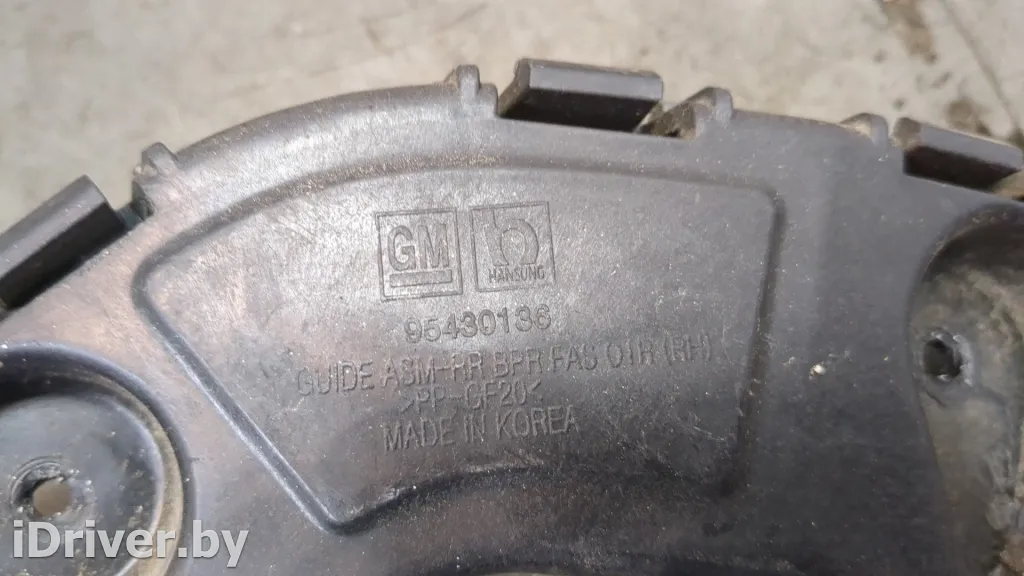 GM
HANSUNG
95430136
GUIDE ASM-RR BPR FAS OTR (RH)
>PP-GF20<
MADE IN KOREA
iDriver.by